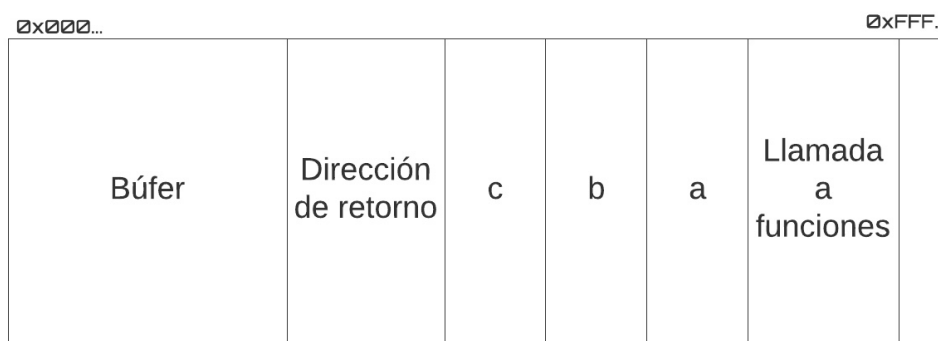 0x000...
0xFFF.
Búfer
Dirección
de retorno
c
b
a
Llamada
a
funciones